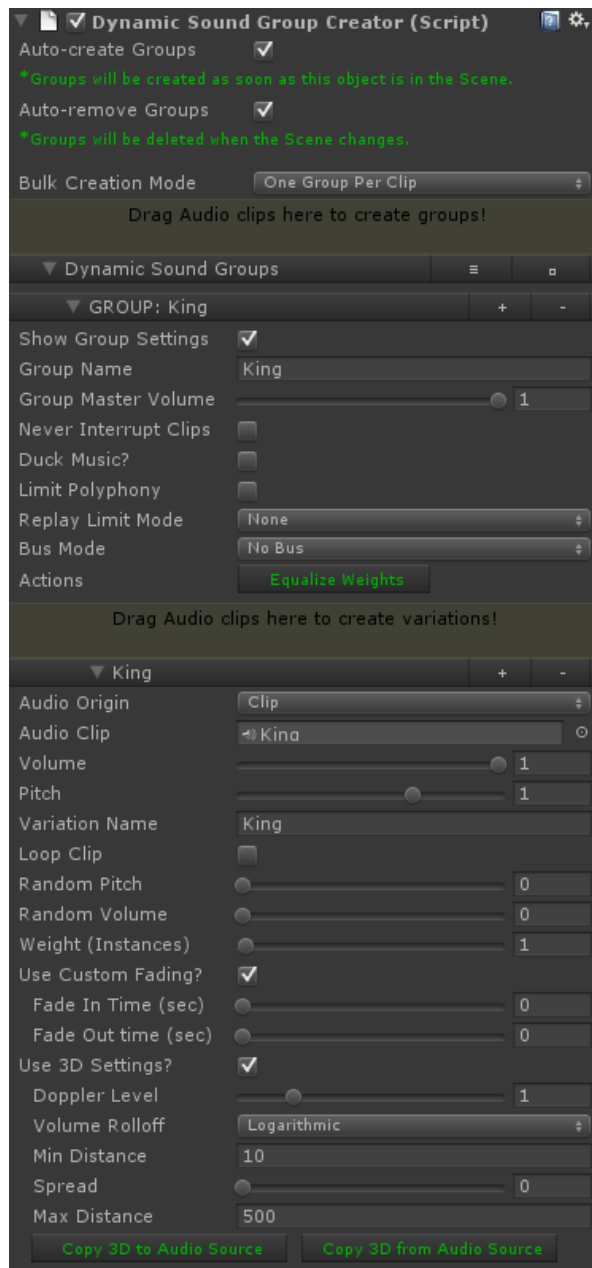 Dynamic Sound Group Creator (Script)
Auto-create Groups
*Groups will be created as soon as this object is in the Scene.
Auto-remove Groups
*Groups will be deleted when the Scene changes.
Bulk Creation Mode One Group Per Clip
Drag Audio clips here to create groups!
Dynamic Sound Groups
GROUP: King + -
Show Group Settings
Group Name King
Group Master Volume 1
Never Interrupt Clips
Duck Music?
Limit Polyphony
Replay Limit Mode None
Bus Mode No Bus
Actions Equalize Weights
Drag Audio clips here to create variations!
King + -
Audio Origin Clip
Audio Clip King
Volume 1
Pitch 1
Variation Name King
Loop Clip
Random Pitch 0
Random Volume 0
Weight (Instances) 1
Use Custom Fading?
Fade In Time (sec) 0
Fade Out time (sec) 0
Use 3D Settings?
Doppler Level 1
Volume Rolloff Logarithmic
Min Distance 10
Spread 0
Max Distance 500
Copy 3D to Audio Source Copy 3D from Audio Source